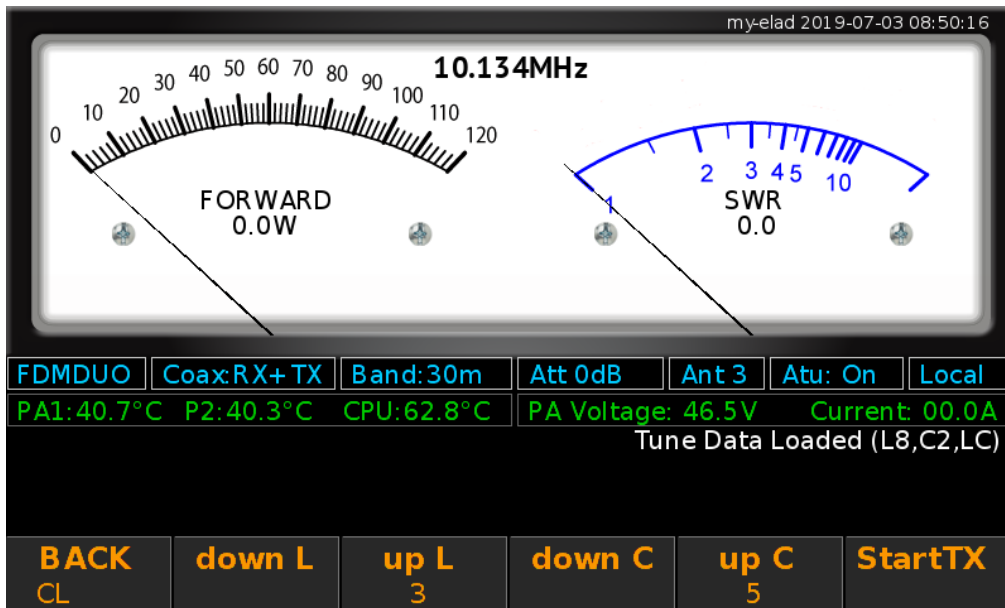 my-elad 2019-07-03 08:50:16
10.134MHz
0 10 20 30 40 50 60 70 80 90 100 110 120
FORWARD
0.0W
1 2 3 4 5 10
SWR
0.0
FDMDUO Coax:RX+TX Band:30m Att 0dB Ant 3 Atu: On Local
PA1:40.7°C P2:40.3°C CPU:62.8°C PA Voltage: 46.5V Current: 00.0A
Tune Data Loaded (L8,C2,LC)
BACK down L up L down C up C StartTX
CL 3 5